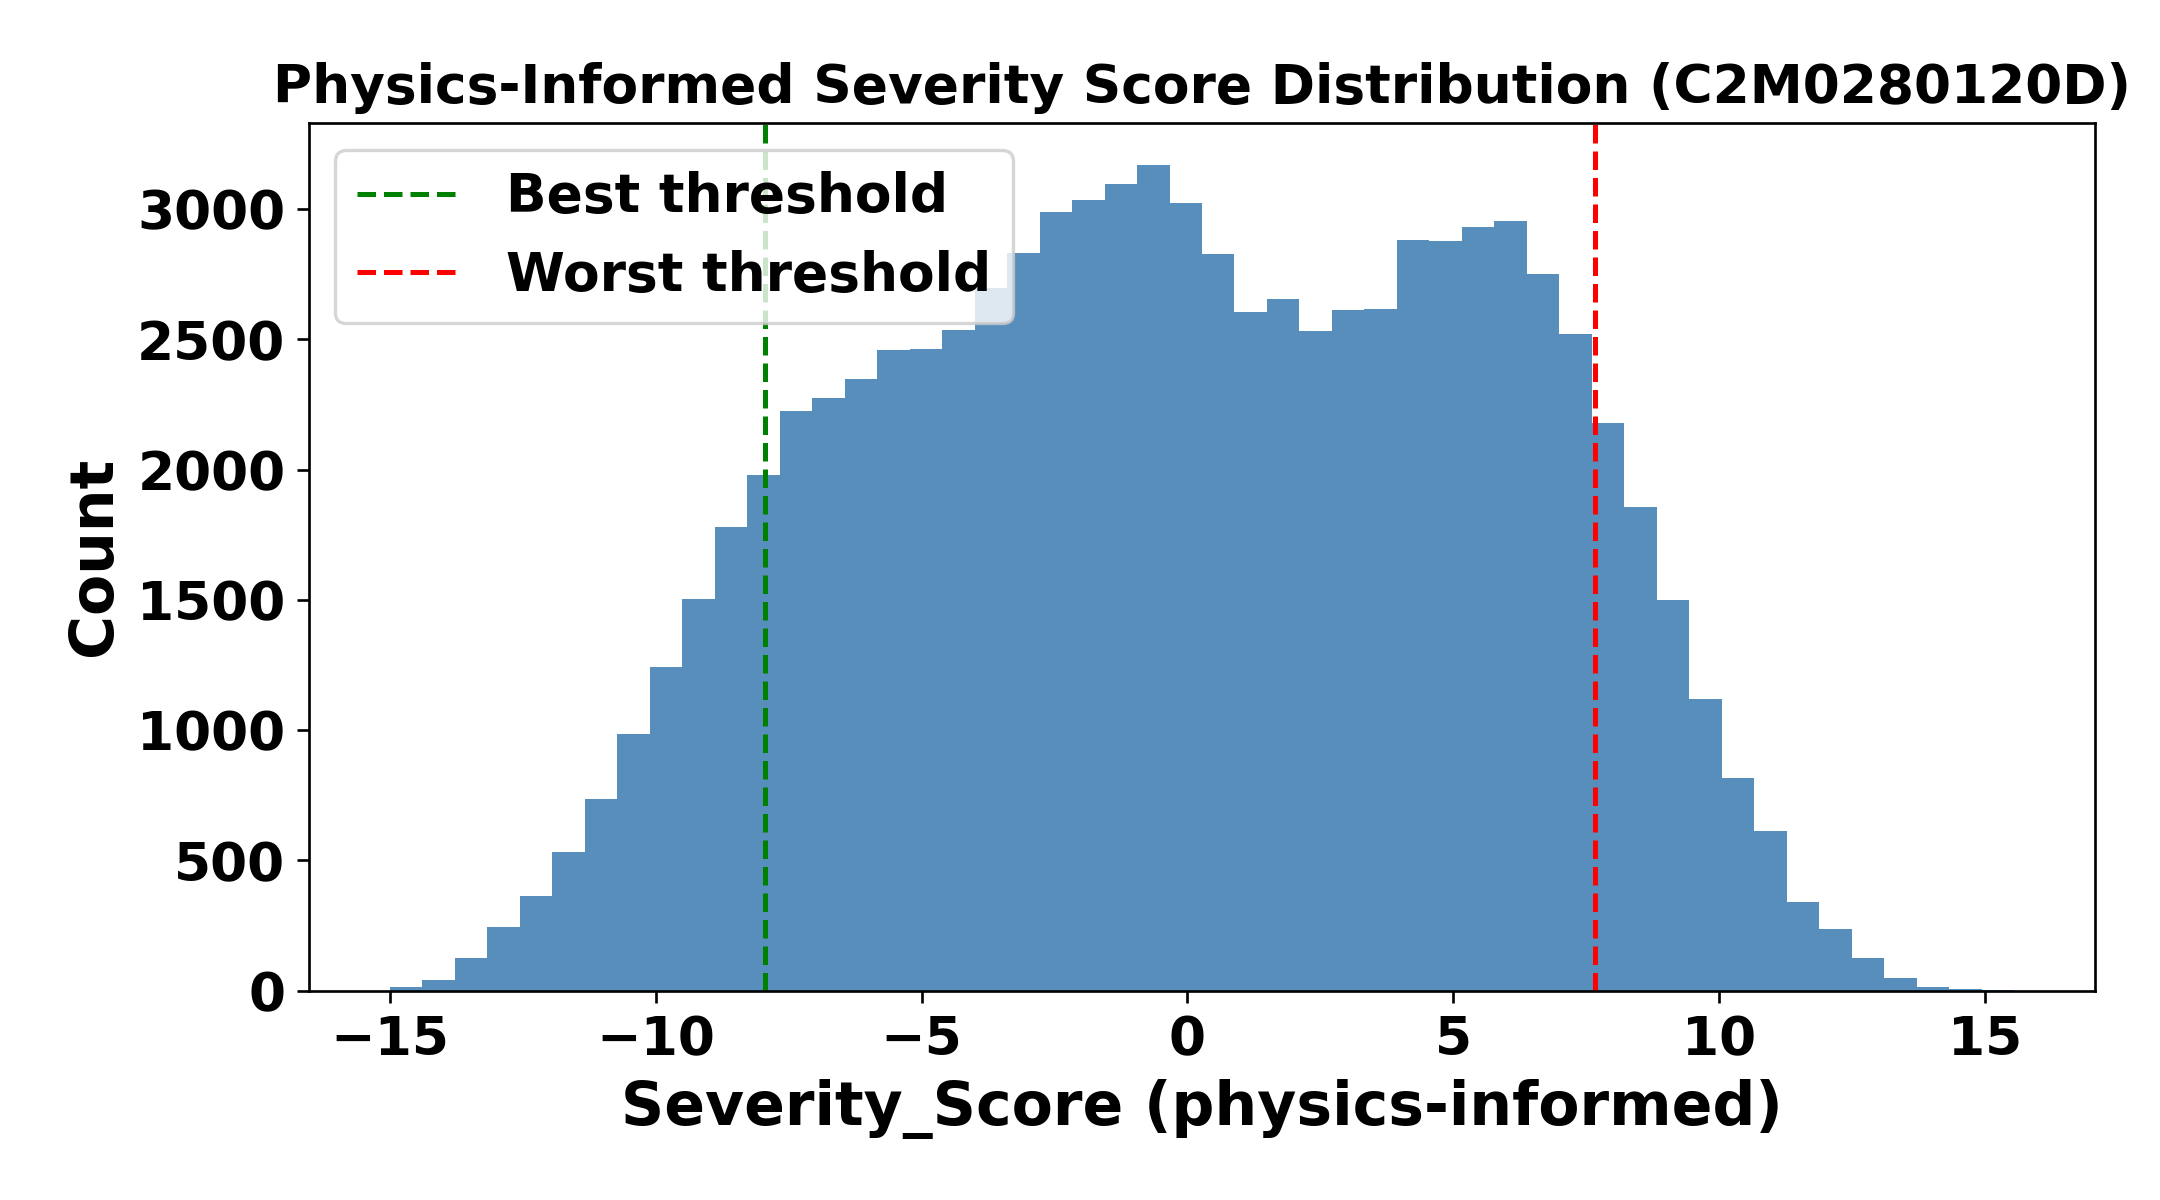 Physics-Informed Severity Score Distribution (C2M0280120D)
Best threshold
Worst threshold
3000
2500
2000
1500
1000
500
0
Count
−15 −10 −5 0 5 10 15
Severity_Score (physics-informed)